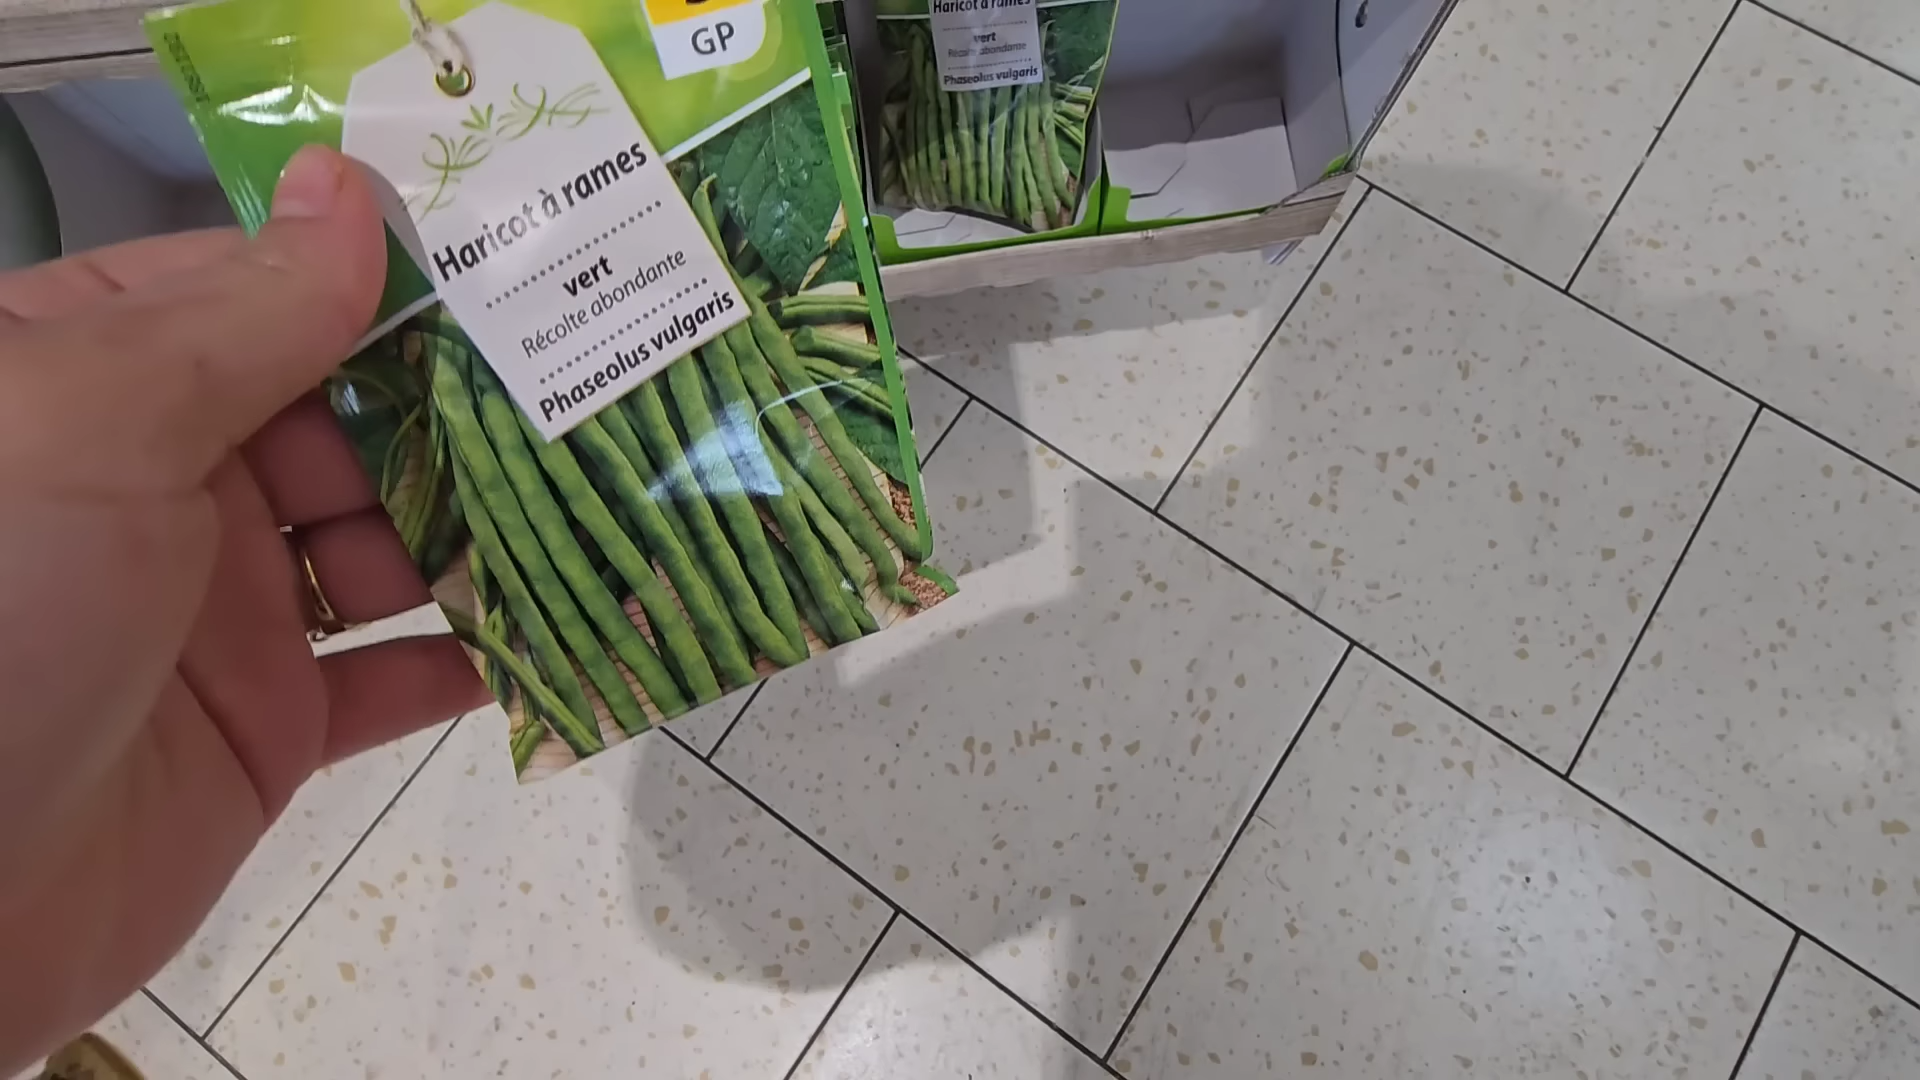 GP
Haricot à rames
vert
Récolte abondante
Phaseolus vulgaris
Haricot à rames
vert
Récolte abondante
Phaseolus vulgaris